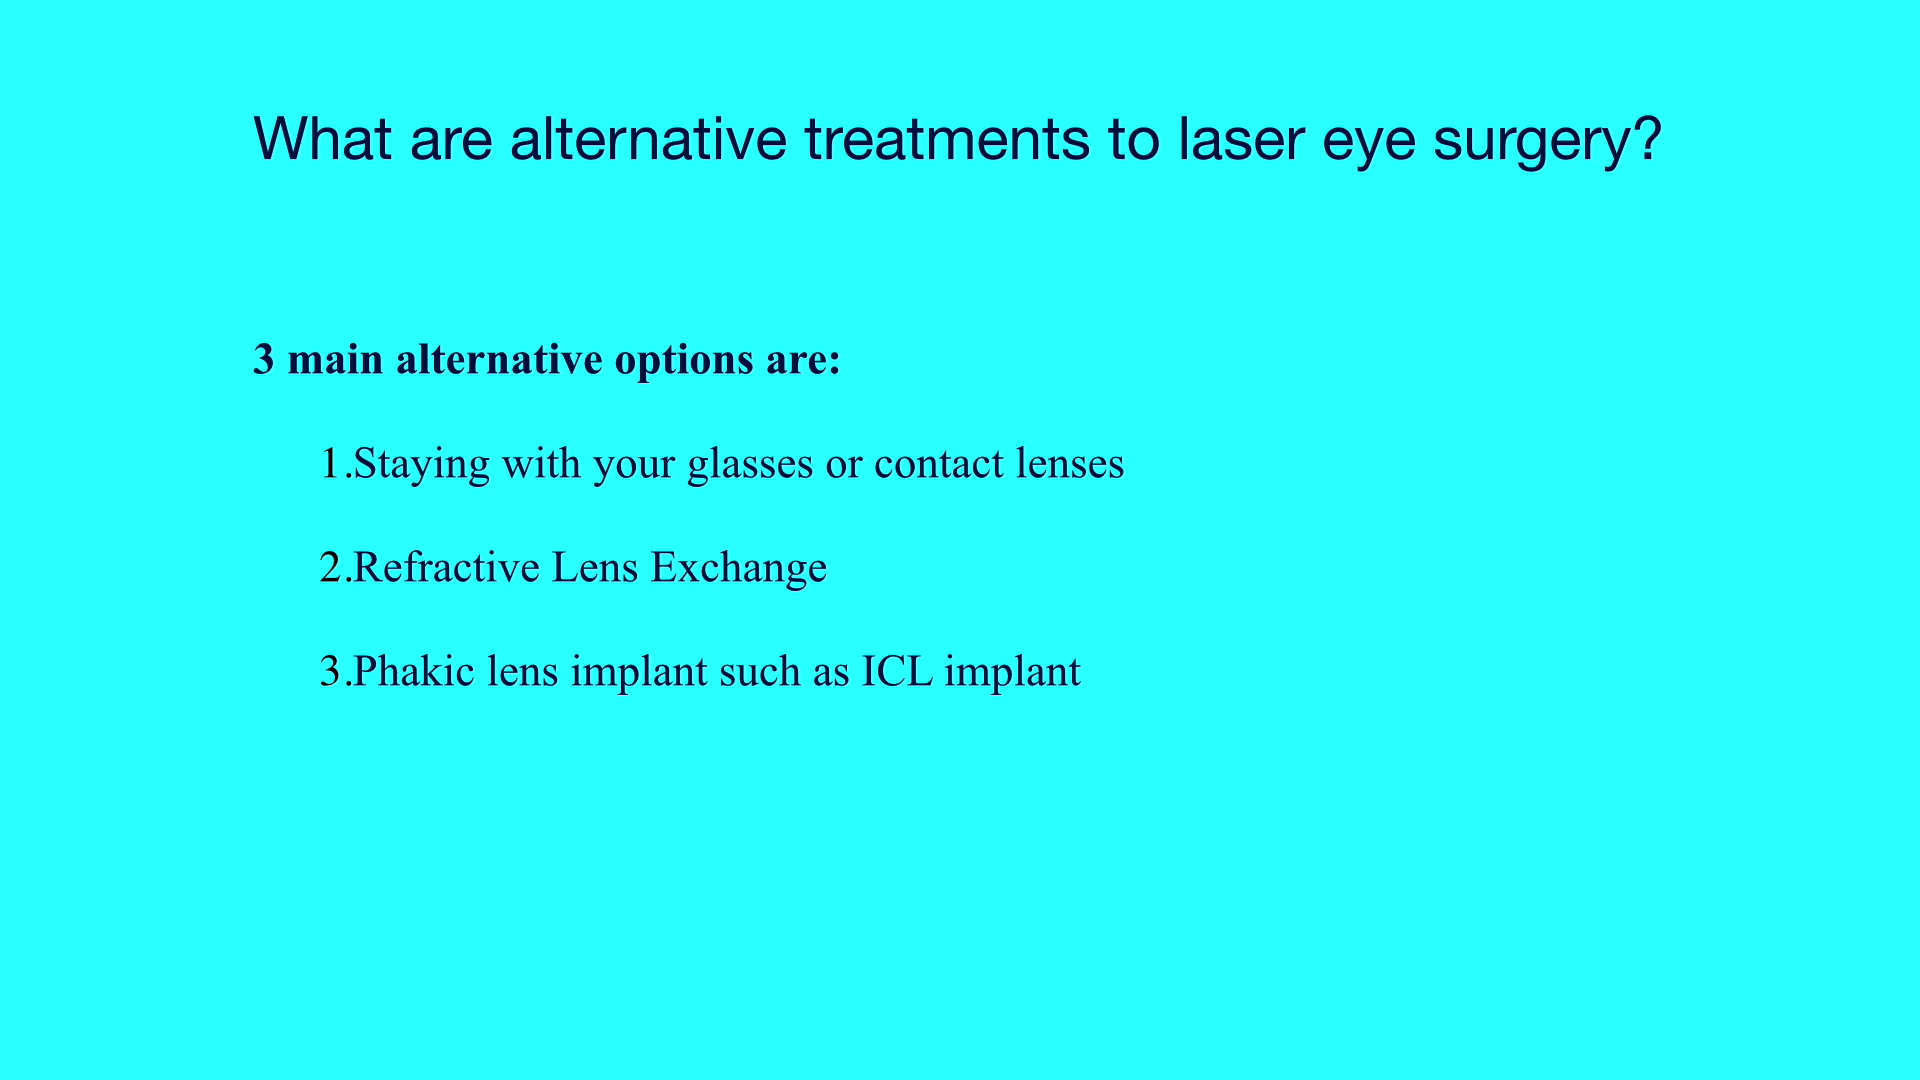 What are alternative treatments to laser eye surgery?
3 main alternative options are:
1.Staying with your glasses or contact lenses
2.Refractive Lens Exchange
3.Phakic lens implant such as ICL implant